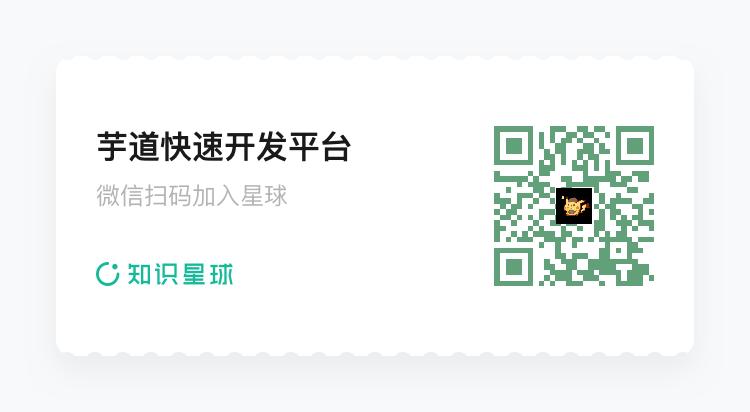 芋道快速开发平台
微信扫码加入星球
知识星球